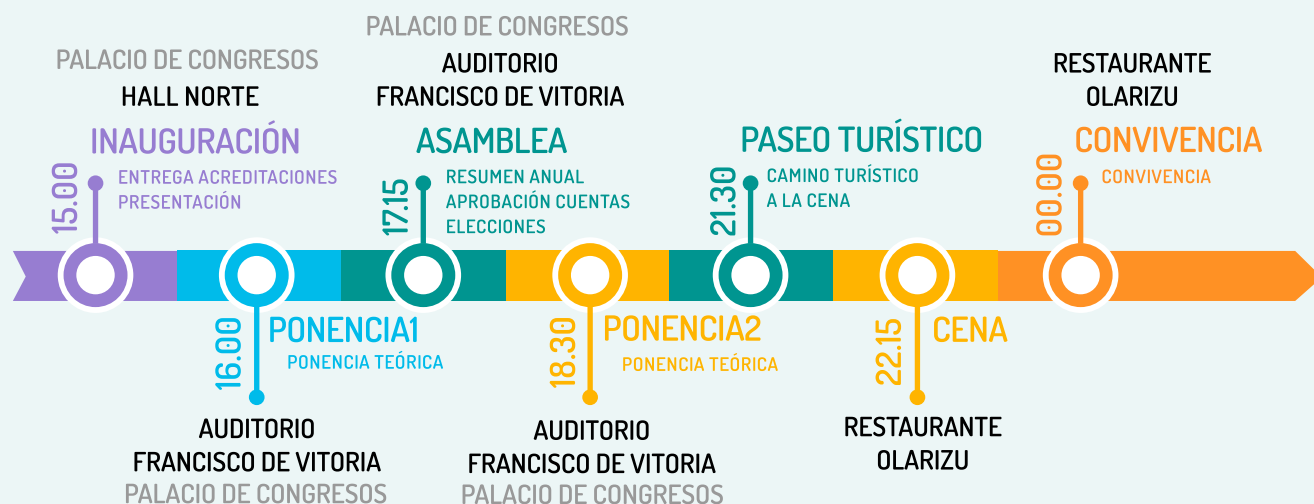 PALACIO DE CONGRESOS
HALL NORTE
INAUGURACIÓN
15.00
ENTREGA ACREDITACIONES
PRESENTACIÓN
16.00
PONENCIA1
PONENCIA TEÓRICA
AUDITORIO
FRANCISCO DE VITORIA
PALACIO DE CONGRESOS
PALACIO DE CONGRESOS
AUDITORIO
FRANCISCO DE VITORIA
ASAMBLEA
17.15
RESUMEN ANUAL
APROBACIÓN CUENTAS
ELECCIONES
18.30
PONENCIA2
PONENCIA TEÓRICA
AUDITORIO
FRANCISCO DE VITORIA
PALACIO DE CONGRESOS
PASEO TURÍSTICO
21.30
CAMINO TURÍSTICO
A LA CENA
22.15
CENA
RESTAURANTE
OLARIZU
RESTAURANTE
OLARIZU
CONVIVENCIA
00.00
CONVIVENCIA